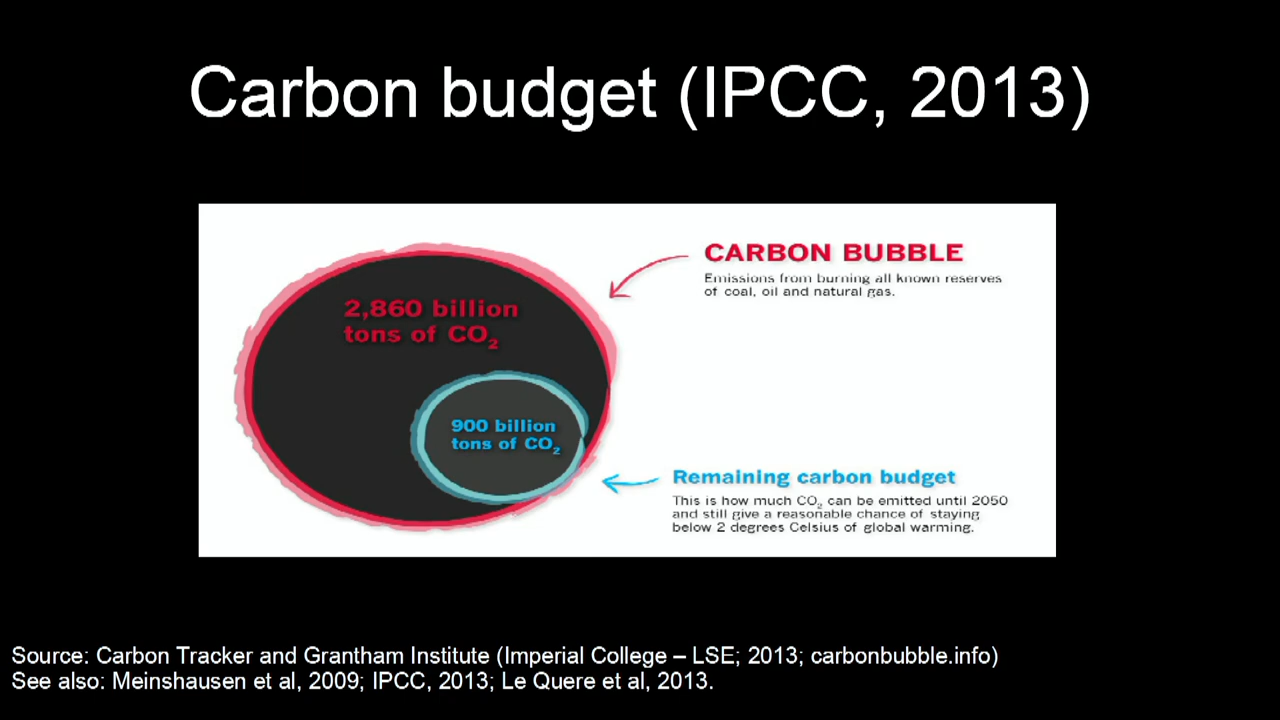 Carbon budget (IPCC, 2013)
CARBON BUBBLE
Emissions from burning all known reserves
of coal, oil and natural gas.
2,860 billion
tons of CO₂
900 billion
tons of CO₂
Remaining carbon budget
This is how much CO₂ can be emitted until 2050
and still give a reasonable chance of staying
below 2 degrees Celsius of global warming.
Source: Carbon Tracker and Grantham Institute (Imperial College – LSE; 2013; carbonbubble.info)
See also: Meinshausen et al, 2009; IPCC, 2013; Le Quere et al, 2013.